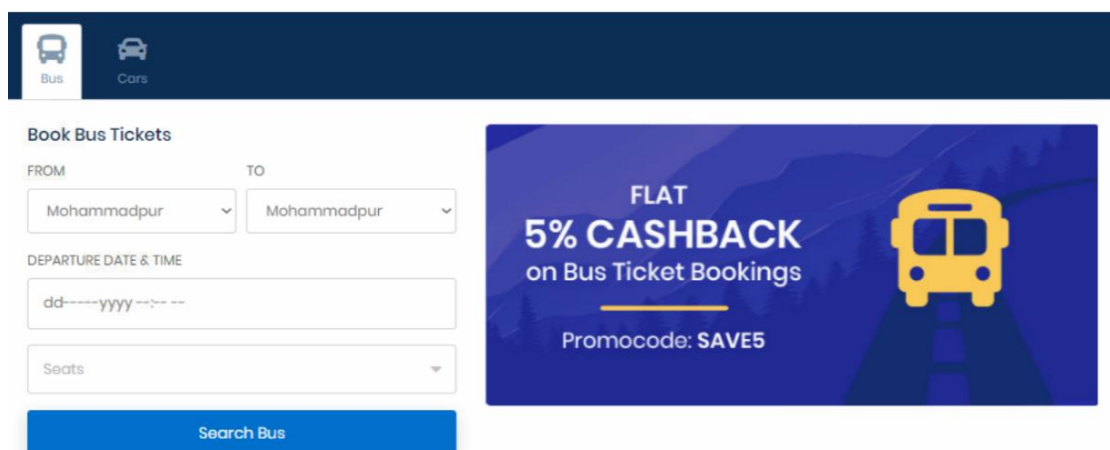 Bus
Cars
Book Bus Tickets
FROM
TO
Mohammadpur
Mohammadpur
DEPARTURE DATE & TIME
dd-----yyyy --:-- --
Seats
Search Bus
FLAT
5% CASHBACK
on Bus Ticket Bookings
Promocode: SAVE5